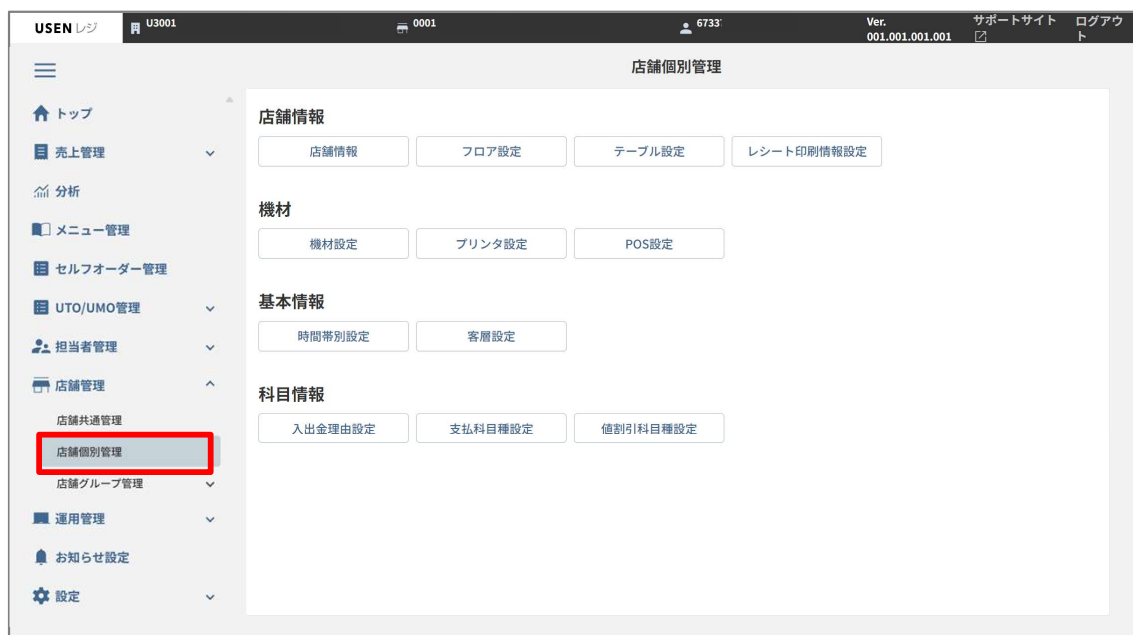 USEN レジ
U3001
0001
6733
Ver.
001.001.001.001
サポートサイト
ログアウ
ト
店舗個別管理
トップ
売上管理
分析
メニュー管理
セルフオーダー管理
UTO/UMO管理
担当者管理
店舗管理
店舗共通管理
店舗個別管理
店舗グループ管理
運用管理
お知らせ設定
設定
店舗情報
店舗情報 フロア設定 テーブル設定 レシート印刷情報設定
機材
機材設定 プリンタ設定 POS設定
基本情報
時間帯別設定 客層設定
科目情報
入出金理由設定 支払科目種設定 値割引科目種設定